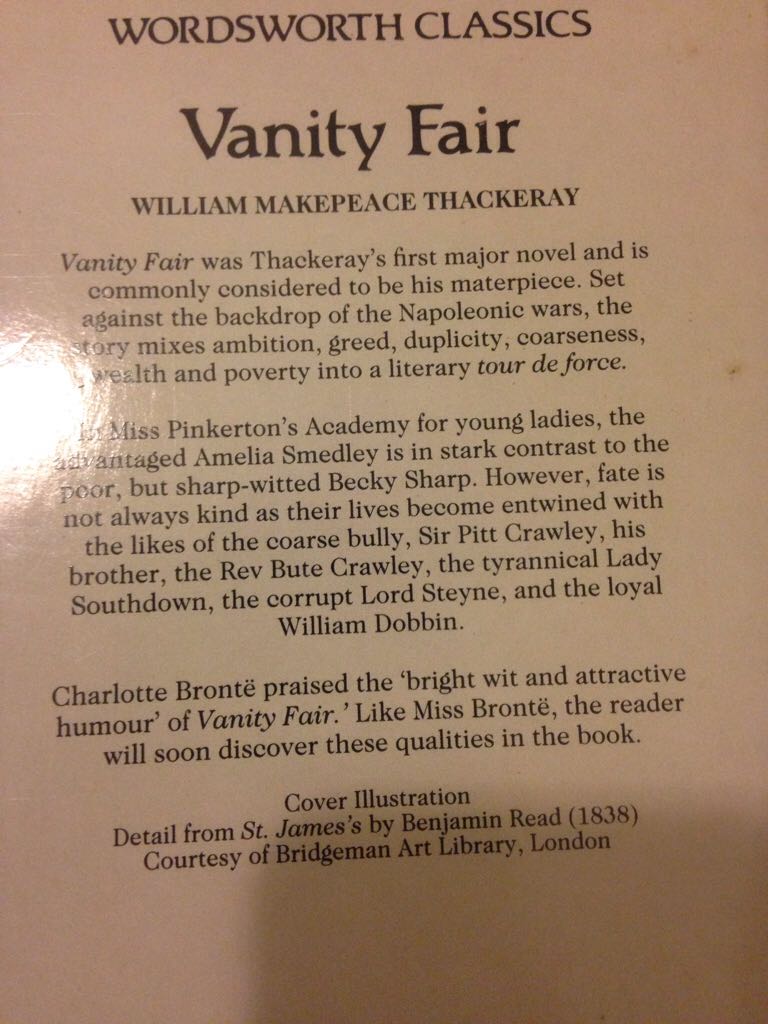 WORDSWORTH CLASSICS
Vanity Fair
WILLIAM MAKEPEACE THACKERAY
Vanity Fair was Thackeray's first major novel and is
commonly considered to be his materpiece. Set
against the backdrop of the Napoleonic wars, the
story mixes ambition, greed, duplicity, coarseness,
wealth and poverty into a literary tour de force.
In Miss Pinkerton's Academy for young ladies, the
advantaged Amelia Smedley is in stark contrast to the
poor, but sharp-witted Becky Sharp. However, fate is
not always kind as their lives become entwined with
the likes of the coarse bully, Sir Pitt Crawley, his
brother, the Rev Bute Crawley, the tyrannical Lady
Southdown, the corrupt Lord Steyne, and the loyal
William Dobbin.
Charlotte Brontë praised the 'bright wit and attractive
humour' of Vanity Fair.' Like Miss Brontë, the reader
will soon discover these qualities in the book.
Cover Illustration
Detail from St. James's by Benjamin Read (1838)
Courtesy of Bridgeman Art Library, London